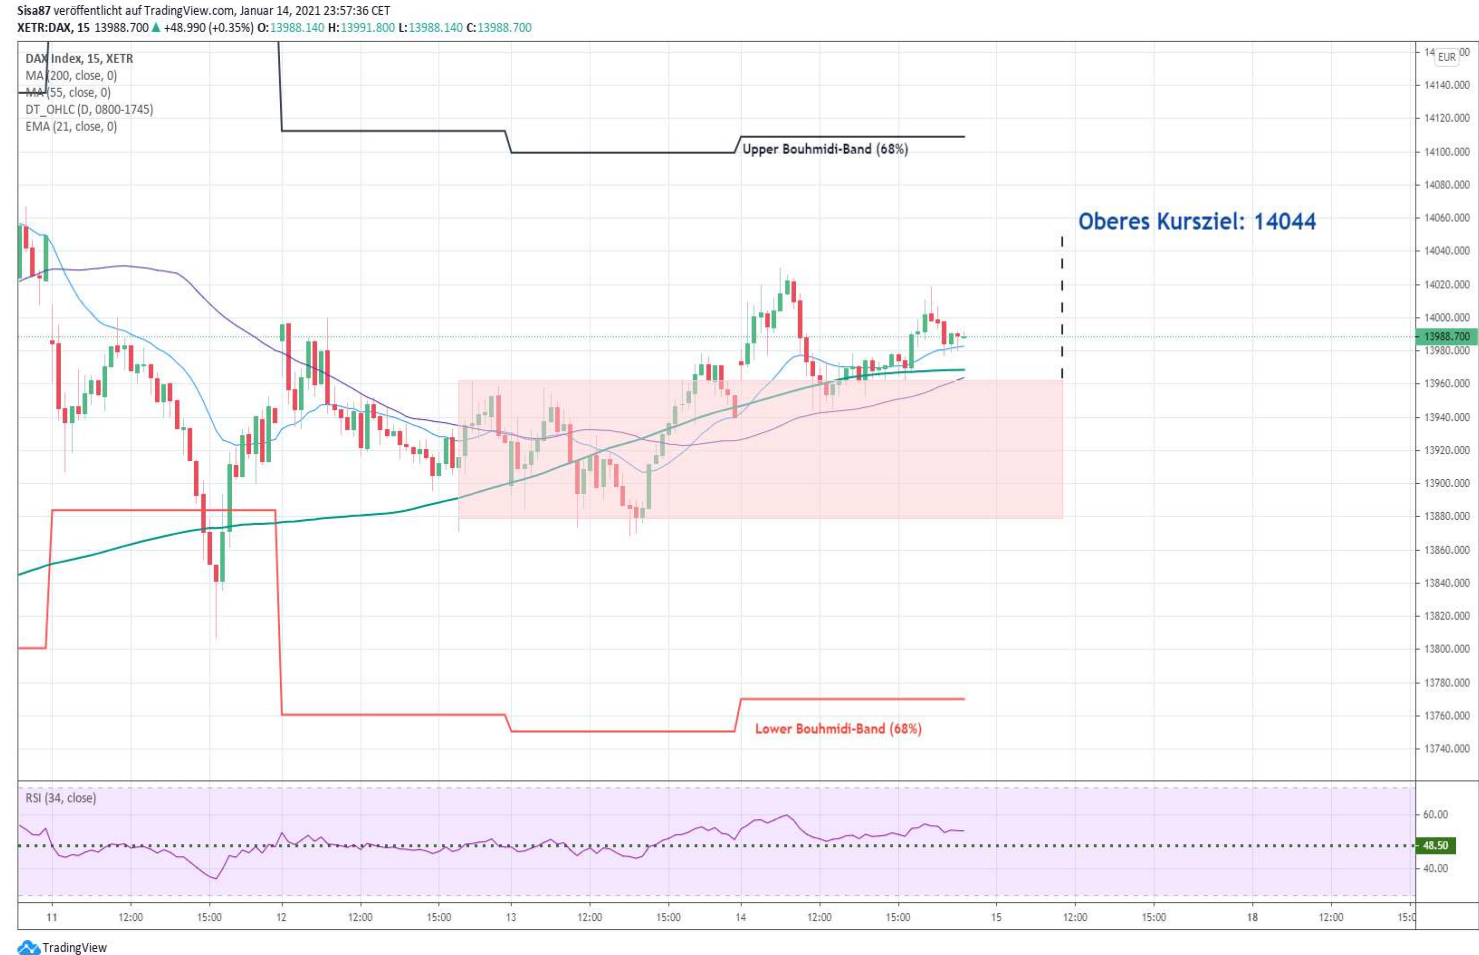 Sisa87 veröffentlicht auf TradingView.com, Januar 14, 2021 23:57:36 CET
XETR:DAX, 15 13988.700 ▲ +48.990 (+0.35%) O:13988.140 H:13991.800 L:13988.140 C:13988.700
DAX Index, 15, XETR
MA (200, close, 0)
MA (55, close, 0)
DT_OHLC (D, 0800-1745)
EMA (21, close, 0)
EUR
14140.000
14120.000
14100.000
14080.000
14060.000
14040.000
14020.000
14000.000
13988.700
13980.000
13960.000
13940.000
13920.000
13900.000
13880.000
13860.000
13840.000
13820.000
13800.000
13780.000
13760.000
13740.000
Upper Bouhmidi-Band (68%)
Oberes Kursziel: 14044
Lower Bouhmidi-Band (68%)
RSI (34, close)
60.00
48.50
40.00
11 12:00 15:00 12 12:00 15:00 13 12:00 15:00 14 12:00 15:00 15 12:00 15:00 18 12:00
TradingView